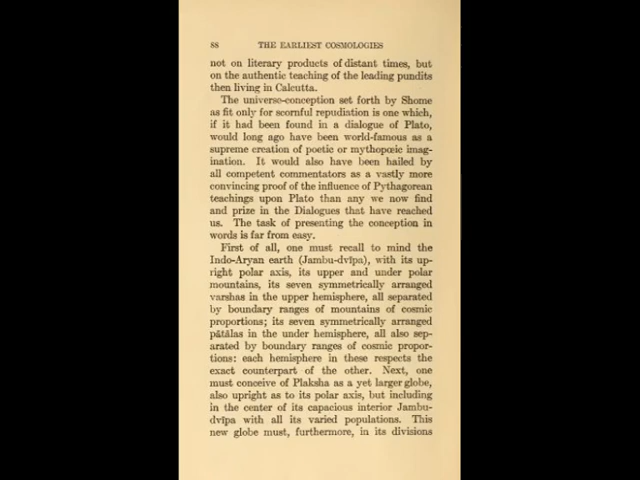 88 THE EARLIEST COSMOLOGIES
not on literary products of distant times, but
on the authentic teaching of the leading pundits
then living in Calcutta.
The universe-conception set forth by Shome
as fit only for scornful repudiation is one which,
if it had been found in a dialogue of Plato,
would long ago have been world-famous as a
supreme creation of poetic or mythopœic imag-
ination. It would also have been hailed by
all competent commentators as a vastly more
convincing proof of the influence of Pythagorean
teachings upon Plato than any we now find
and prize in the Dialogues that have reached
us. The task of presenting the conception in
words is far from easy.
First of all, one must recall to mind the
Indo-Aryan earth (Jambu-dvīpa), with its up-
right polar axis, its upper and under polar
mountains, its seven symmetrically arranged
varshas in the upper hemisphere, all separated
by boundary ranges of mountains of cosmic
proportions; its seven symmetrically arranged
pātālas in the under hemisphere, all also sep-
arated by boundary ranges of cosmic propor-
tions: each hemisphere in these respects the
exact counterpart of the other. Next, one
must conceive of Plaksha as a yet larger globe,
also upright as to its polar axis, but including
in the center of its capacious interior Jambu-
dvīpa with all its varied populations. This
new globe must, furthermore, in its divisions